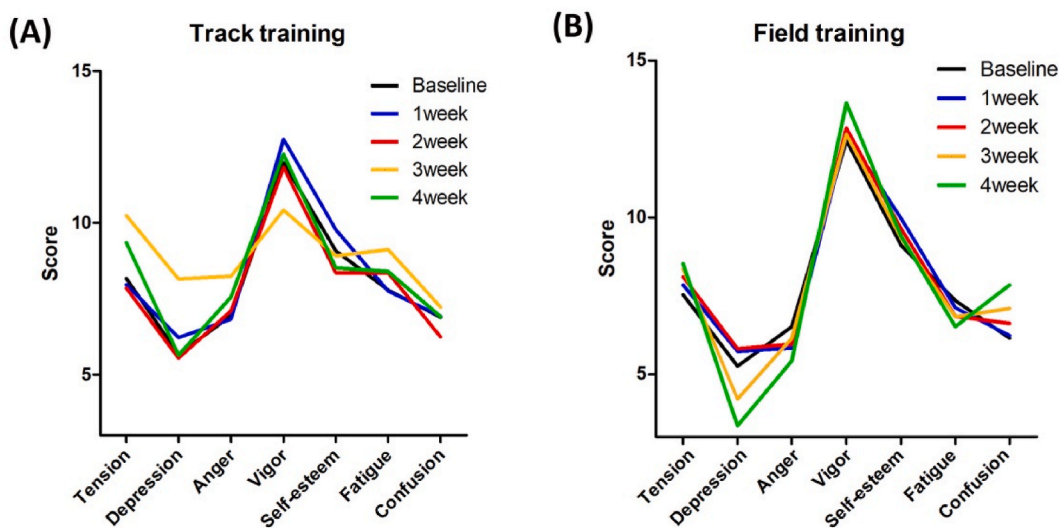 (A)
Track training
15
10
5
Score
Baseline
1week
2week
3week
4week
Tension
Depression
Anger
Vigor
Self-esteem
Fatigue
Confusion
(B)
Field training
15
10
5
Score
Baseline
1week
2week
3week
4week
Tension
Depression
Anger
Vigor
Self-esteem
Fatigue
Confusion